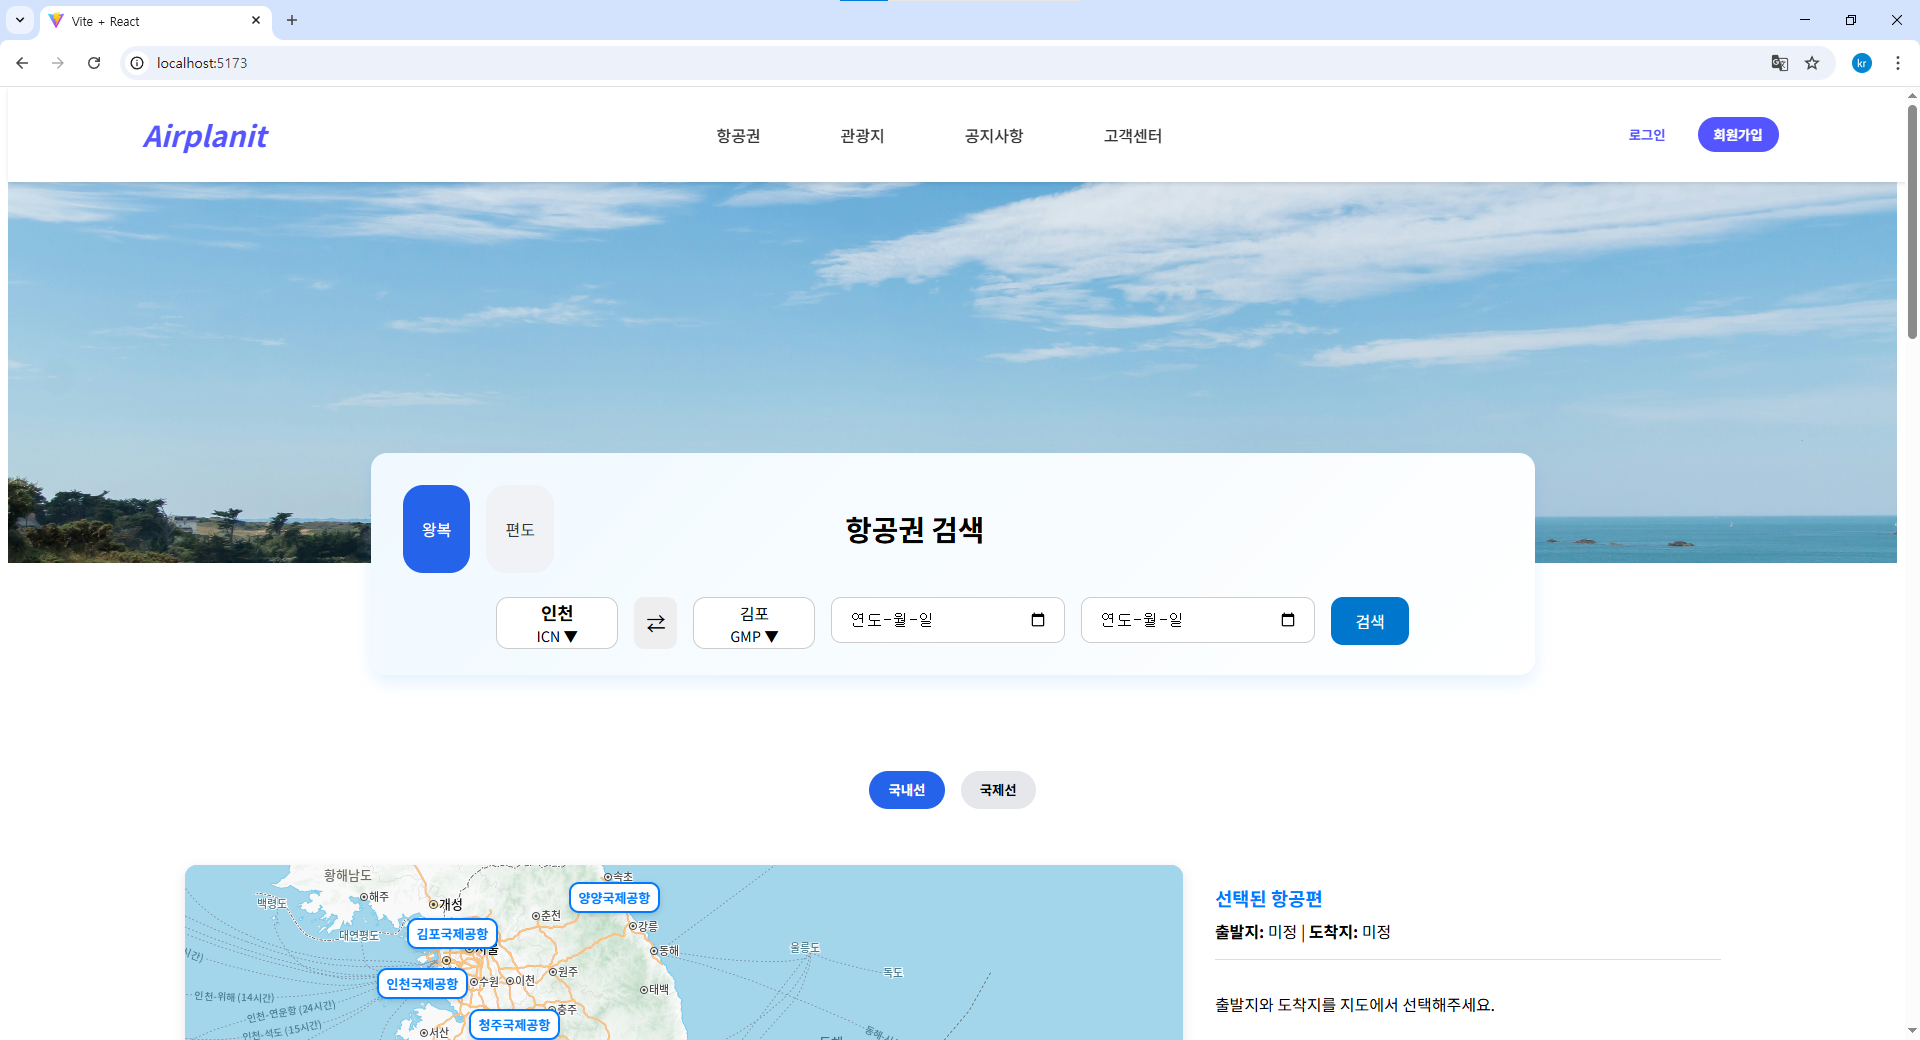 Vite + React
localhost:5173
kr
Airplanit
항공권
관광지
공지사항
고객센터
로그인
회원가입
왕복
편도
항공권 검색
인천
ICN ▼
⇄
김포
GMP ▼
연도-월-일
연도-월-일
검색
국내선
국제선
황해남도
해주
백령도
개성
대연평도
속초
양양국제공항
춘천
강릉
김포국제공항
동해
울릉도
독도
인천국제공항
수원
이천
원주
태백
인천-위해 (14시간)
인천-연운항 (24시간)
인천-석도 (15시간)
충주
청주국제공항
서산
선택된 항공편
출발지: 미정 | 도착지: 미정
출발지와 도착지를 지도에서 선택해주세요.